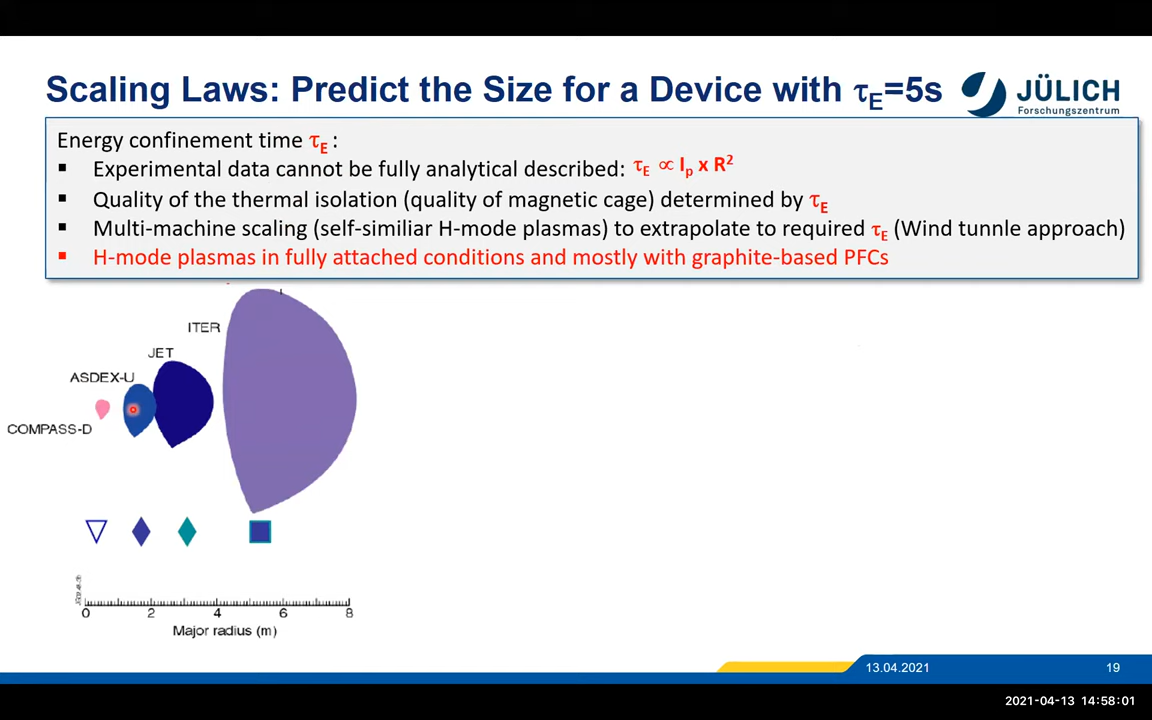 Scaling Laws: Predict the Size for a Device with τE=5s
JÜLICH
Forschungszentrum
Energy confinement time τE :
▪ Experimental data cannot be fully analytical described: τE ∝ Ip x R²
▪ Quality of the thermal isolation (quality of magnetic cage) determined by τE
▪ Multi-machine scaling (self-similiar H-mode plasmas) to extrapolate to required τE (Wind tunnle approach)
▪ H-mode plasmas in fully attached conditions and mostly with graphite-based PFCs
ITER
JET
ASDEX-U
COMPASS-D
0 2 4 6 8
Major radius (m)
13.04.2021 19
2021-04-13 14:58:01